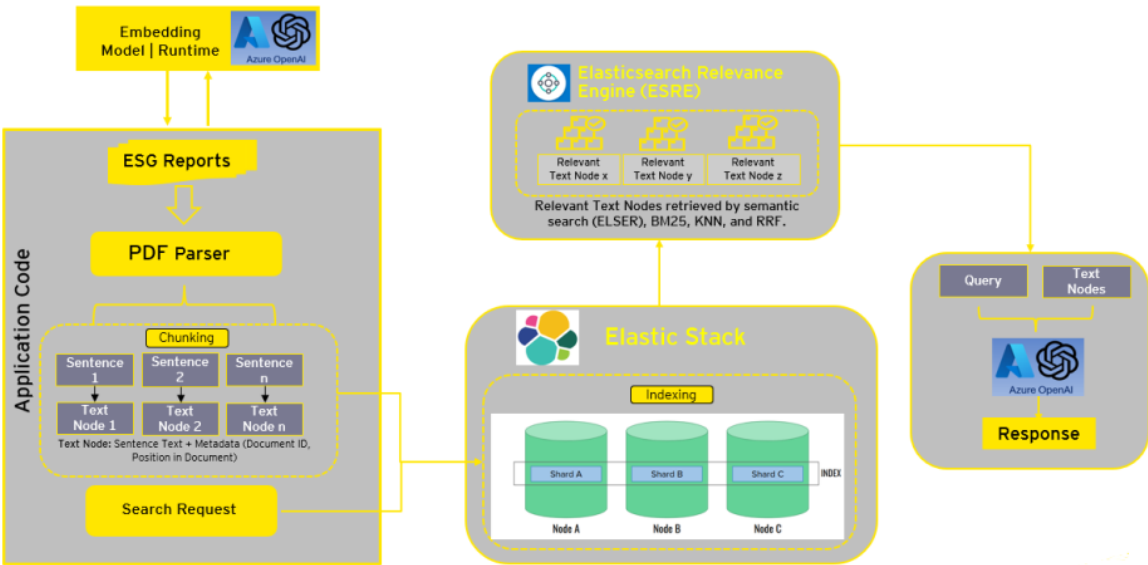 Embedding
Model | Runtime
Azure OpenAI
Application Code
ESG Reports
PDF Parser
Chunking
Sentence
1
Sentence
2
Sentence
n
Text
Node 1
Text
Node 2
Text
Node n
Text Node: Sentence Text + Metadata (Document ID,
Position in Document)
Search Request
Elasticsearch Relevance
Engine (ESRE)
Relevant
Text Node x
Relevant
Text Node y
Relevant
Text Node z
Relevant Text Nodes retrieved by semantic
search (ELSER), BM25, KNN, and RRF.
Elastic Stack
Indexing
Shard A
Shard B
Shard C
INDEX
Node A
Node B
Node C
Query
Text
Nodes
Azure OpenAI
Response